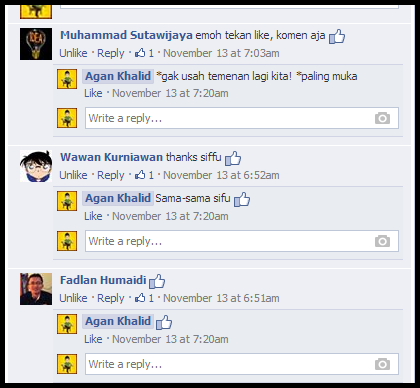 Muhammad Sutawijaya emoh tekan like, komen aja
Unlike · Reply · 1 · November 13 at 7:03am
Agan Khalid *gak usah temenan lagi kita! *paling muka
Like · November 13 at 7:20am
Write a reply...
Wawan Kurniawan thanks siffu
Unlike · Reply · 1 · November 13 at 6:52am
Agan Khalid Sama-sama sifu
Like · November 13 at 7:20am
Write a reply...
Fadlan Humaidi
Unlike · Reply · 1 · November 13 at 6:51am
Agan Khalid
Like · November 13 at 7:20am
Write a reply...